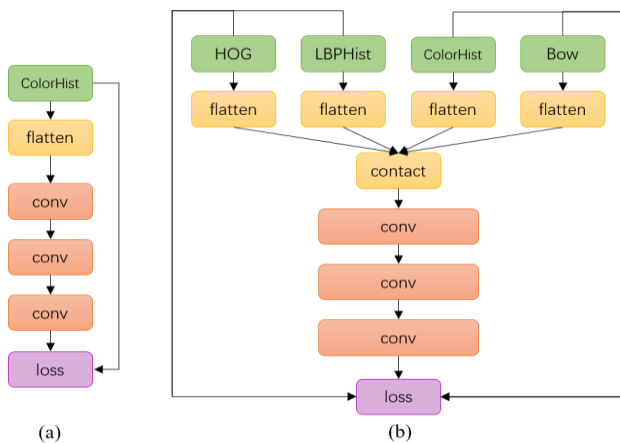 ColorHist
flatten
conv
conv
conv
loss
(a)
HOG LBPHist ColorHist Bow
flatten flatten flatten flatten
contact
conv
conv
conv
loss
(b)